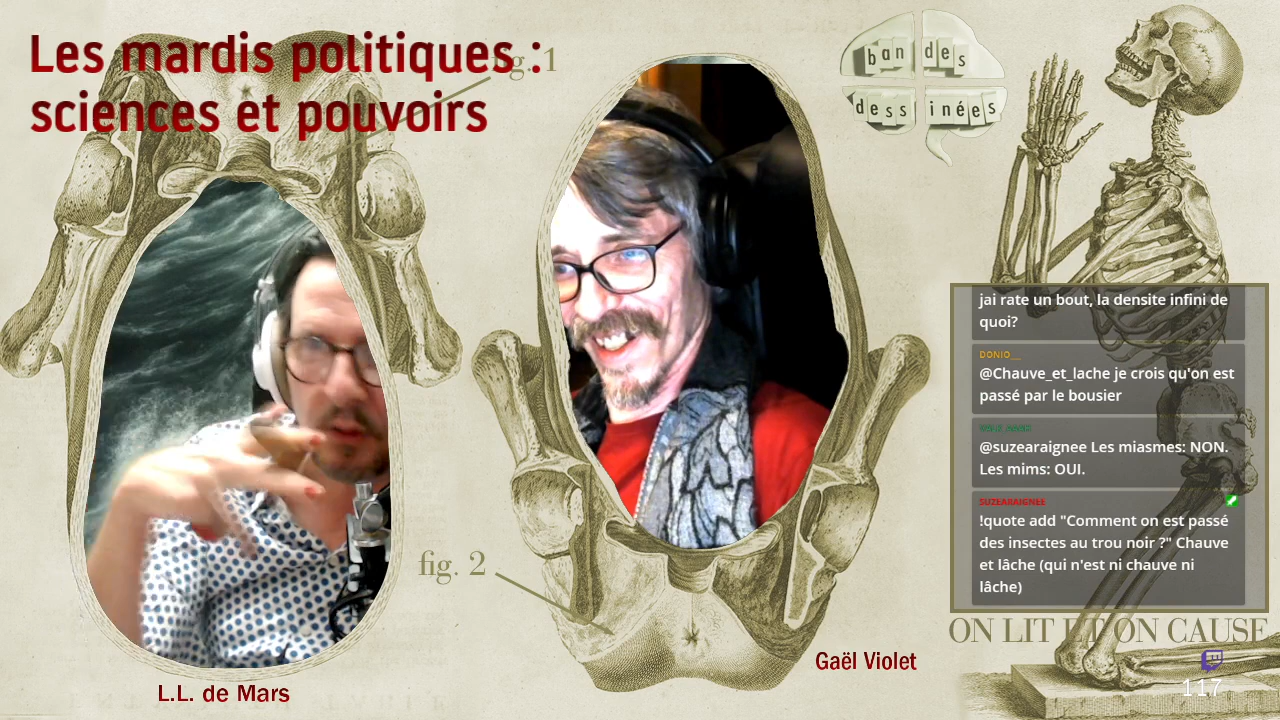 Les mardis politiques :
sciences et pouvoirs
fig. 1
ban des
dessinées
jai rate un bout, la densite infini de
quoi?
DONIO__
@Chauve_et_lache je crois qu'on est
passé par le bousier
@suzearaignee Les miasmes: NON.
Les mims: OUI.
SUZEARAIGNEE
!quote add "Comment on est passé
des insectes au trou noir ?" Chauve
et lâche (qui n'est ni chauve ni
lâche)
fig. 2
ON LIT ET ON CAUSE
Gaël Violet
117
L.L. de Mars